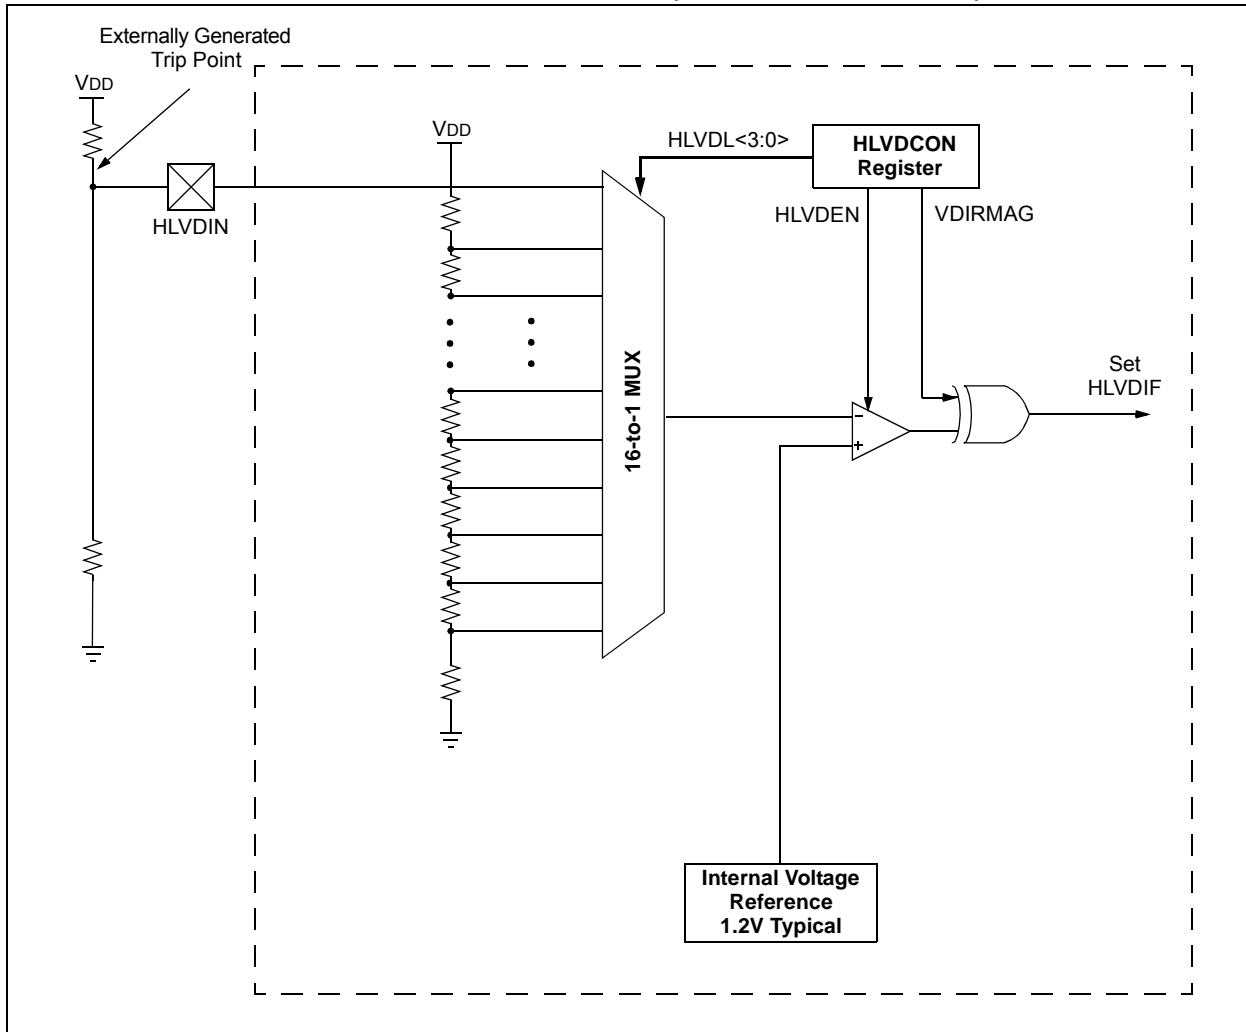 Externally Generated
Trip Point
VDD
HLVDIN
VDD
HLVDL<3:0>
HLVDCON
Register
HLVDEN
VDIRMAG
16-to-1 MUX
–
+
Set
HLVDIF
Internal Voltage
Reference
1.2V Typical